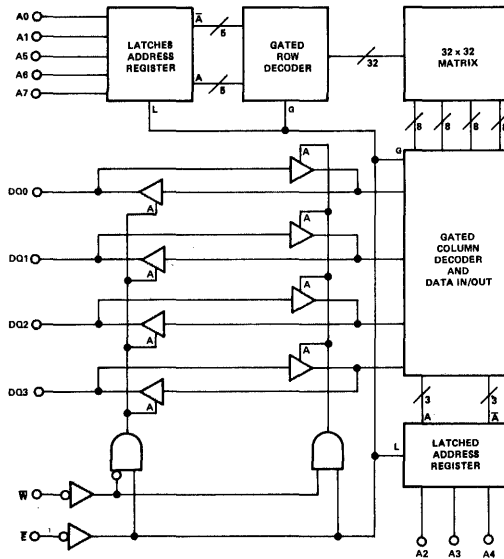 A0
A1
A5
A6
A7
LATCHES
ADDRESS
REGISTER
L
A̅
5
A
5
GATED
ROW
DECODER
G
32
32 x 32
MATRIX
8
8
8
8
G
GATED
COLUMN
DECODER
AND
DATA IN/OUT
DQ0
A
A
DQ1
A
A
DQ2
A
A
DQ3
A
A
3
A
3
A̅
L
LATCHED
ADDRESS
REGISTER
W̅
E̅
A2
A3
A4